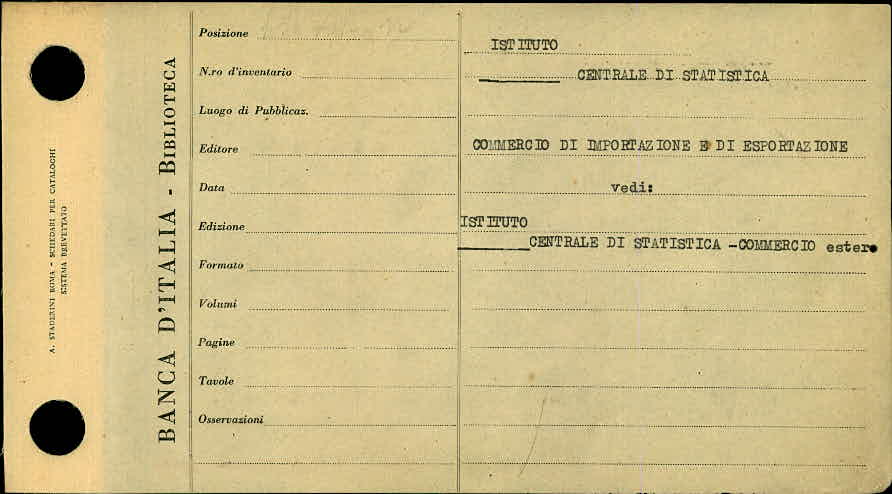 A. STADERINI ROMA - SCHEDARI PER CATALOGHI
SISTEMA BREVETTATO
BANCA D'ITALIA - BIBLIOTECA
Posizione
N.ro d'inventario
Luogo di Pubblicaz.
Editore
Data
Edizione
Formato
Volumi
Pagine
Tavole
Osservazioni
ISTITUTO
CENTRALE DI STATISTICA
COMMERCIO DI IMPORTAZIONE E DI ESPORTAZIONE
vedi:
ISTITUTO
CENTRALE DI STATISTICA -COMMERCIO estero